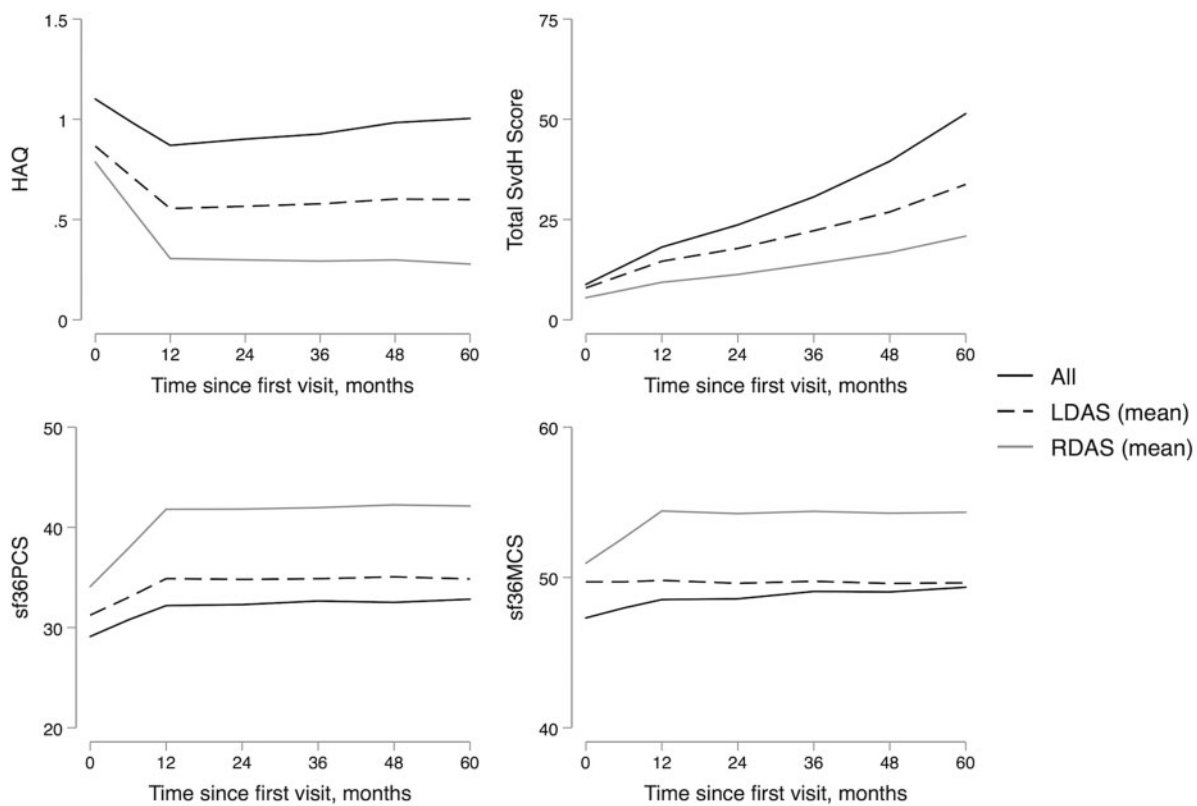 1.5
1
.5
0
HAQ
0 12 24 36 48 60
Time since first visit, months
75
50
25
0
Total SvdH Score
0 12 24 36 48 60
Time since first visit, months
All
LDAS (mean)
RDAS (mean)
50
40
30
20
sf36PCS
0 12 24 36 48 60
Time since first visit, months
60
50
40
sf36MCS
0 12 24 36 48 60
Time since first visit, months